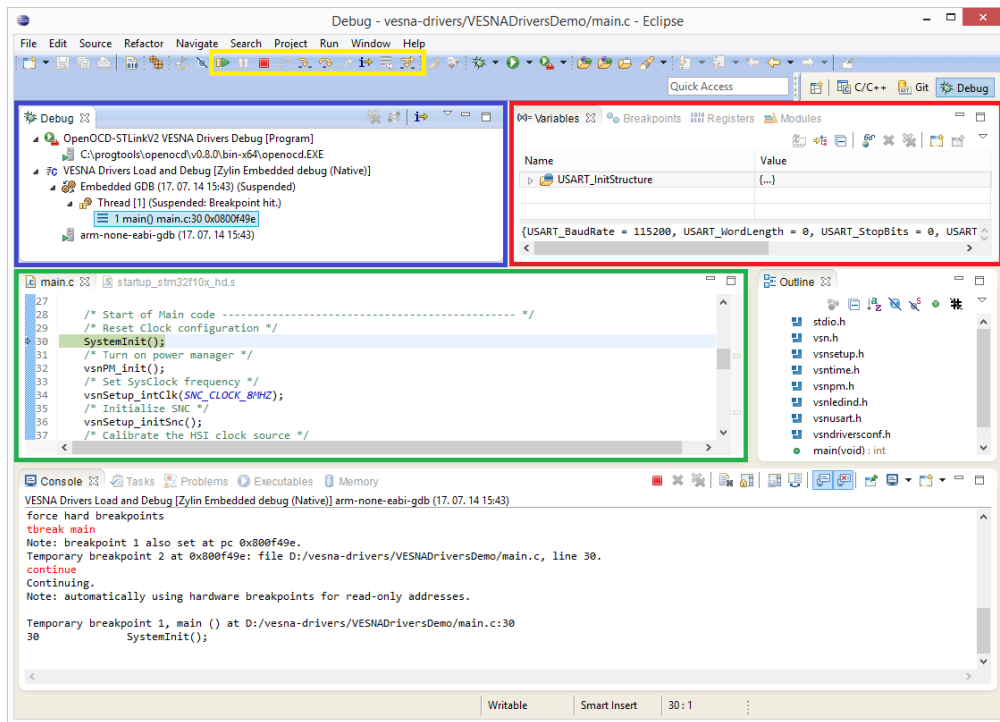 Debug - vesna-drivers/VESNADriversDemo/main.c - Eclipse
File Edit Source Refactor Navigate Search Project Run Window Help
Quick Access
C/C++ Git Debug
Debug
OpenOCD-STLinkV2 VESNA Drivers Debug [Program]
C:\progtools\openocd\v0.8.0\bin-x64\openocd.EXE
VESNA Drivers Load and Debug [Zylin Embedded debug (Native)]
Embedded GDB (17. 07. 14 15:43) (Suspended)
Thread [1] (Suspended: Breakpoint hit.)
1 main() main.c:30 0x0800f49e
arm-none-eabi-gdb (17. 07. 14 15:43)
(x)= Variables Breakpoints Registers Modules
Name Value
USART_InitStructure {...}
{USART_BaudRate = 115200, USART_WordLength = 0, USART_StopBits = 0, USART
main.c startup_stm32f10x_hd.s
27
28 /* Start of Main code ------------------------------------------------- */
29 /* Reset Clock configuration */
30 SystemInit();
31 /* Turn on power manager */
32 vsnPM_init();
33 /* Set SysClock frequency */
34 vsnSetup_intClk(SNC_CLOCK_8MHZ);
35 /* Initialize SNC */
36 vsnSetup_initSnc();
37 /* Calibrate the HSI clock source */
Outline
stdio.h
vsn.h
vsnsetup.h
vsntime.h
vsnpm.h
vsnledind.h
vsnusart.h
vsndriversconf.h
main(void) : int
Console Tasks Problems Executables Memory
VESNA Drivers Load and Debug [Zylin Embedded debug (Native)] arm-none-eabi-gdb (17. 07. 14 15:43)
force hard breakpoints
tbreak main
Note: breakpoint 1 also set at pc 0x800f49e.
Temporary breakpoint 2 at 0x800f49e: file D:/vesna-drivers/VESNADriversDemo/main.c, line 30.
continue
Continuing.
Note: automatically using hardware breakpoints for read-only addresses.
Temporary breakpoint 1, main () at D:/vesna-drivers/VESNADriversDemo/main.c:30
30 SystemInit();
Writable Smart Insert 30 : 1